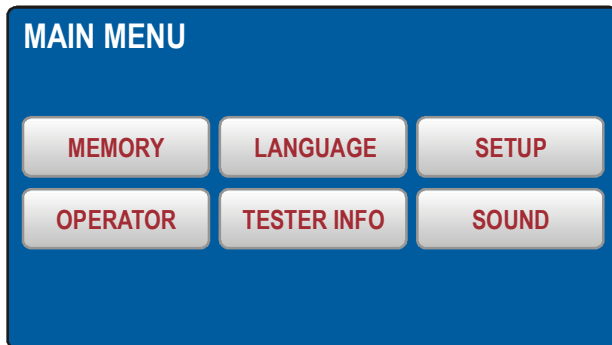 MAIN MENU
MEMORY LANGUAGE SETUP
OPERATOR TESTER INFO SOUND